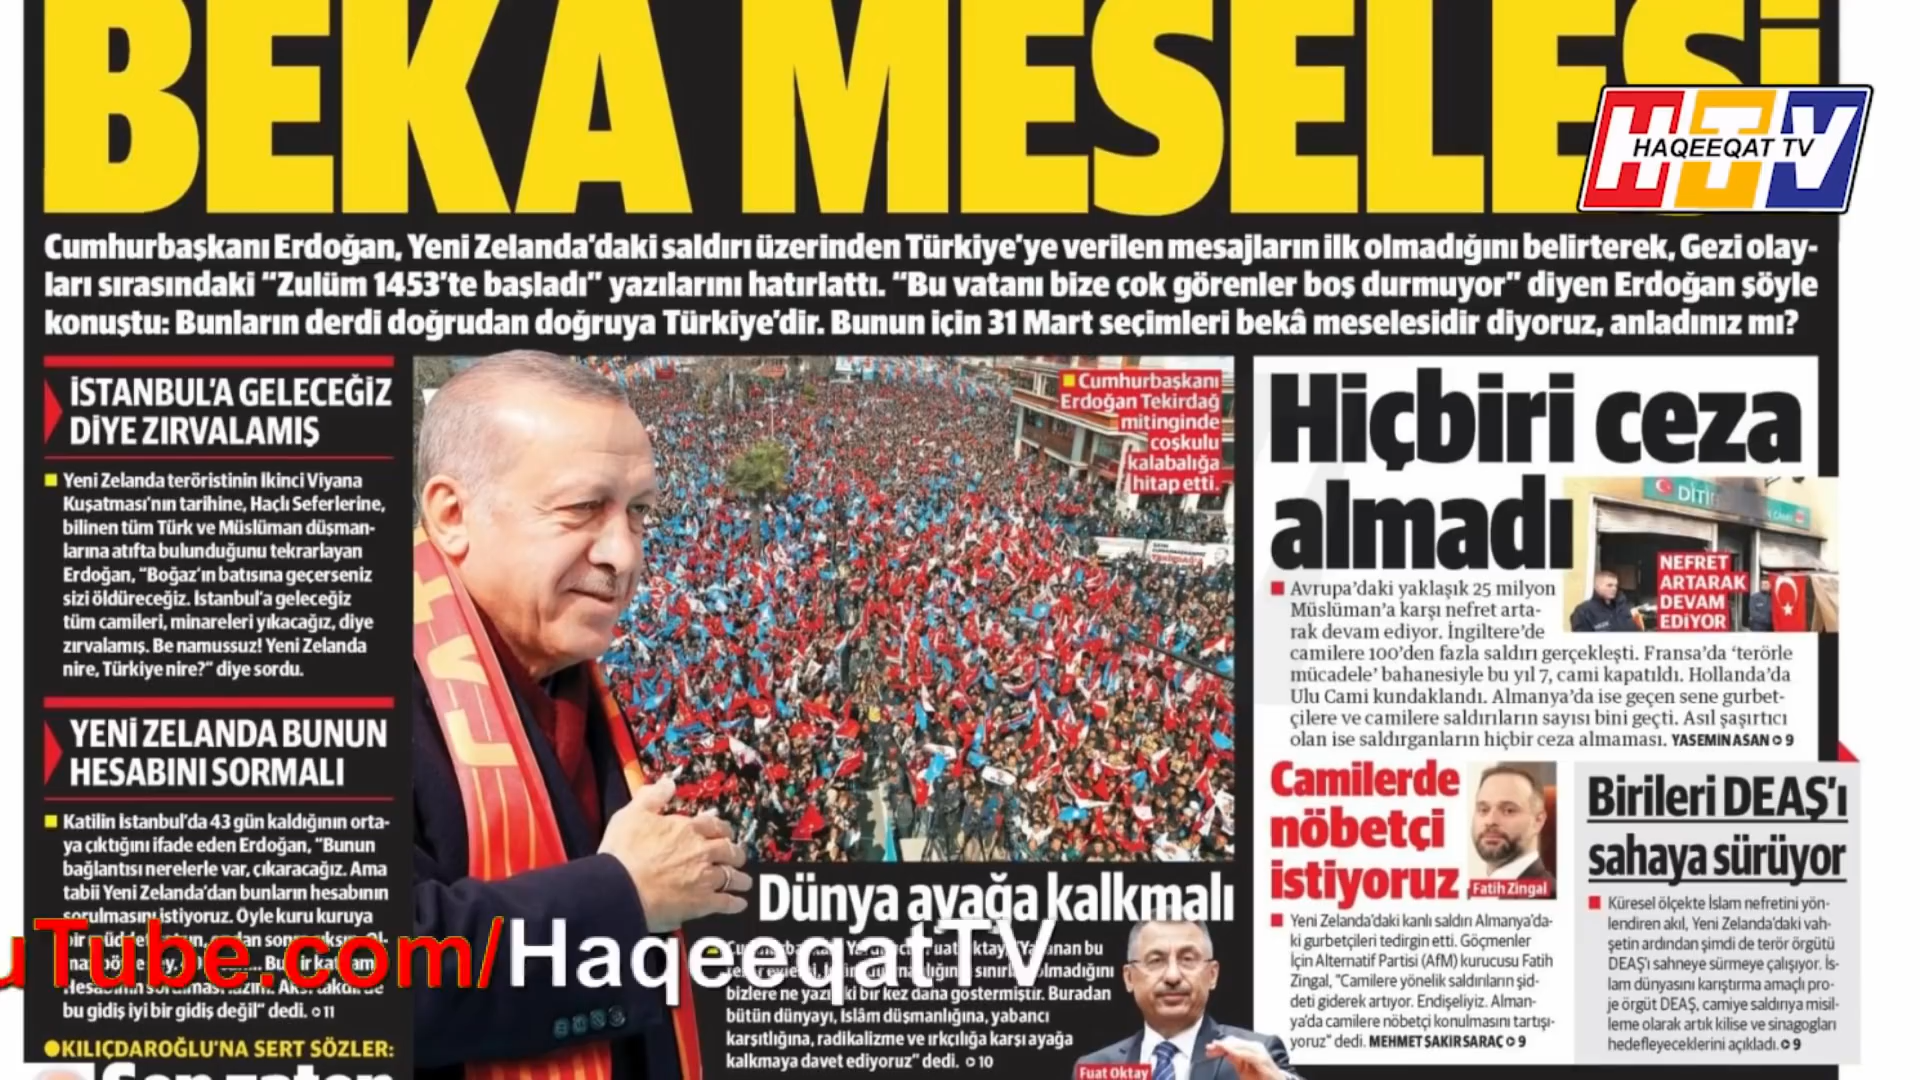 BEKA MESELESİ
HTV
HAQEEQAT TV
Cumhurbaşkanı Erdoğan, Yeni Zelanda'daki saldırı üzerinden Türkiye'ye verilen mesajların ilk olmadığını belirterek, Gezi olay-
ları sırasındaki “Zulüm 1453'te başladı” yazılarını hatırlattı. “Bu vatanı bize çok görenler boş durmuyor” diyen Erdoğan şöyle
konuştu: Bunların derdi doğrudan doğruya Türkiye'dir. Bunun için 31 Mart seçimleri bekâ meselesidir diyoruz, anladınız mı?
İSTANBUL'A GELECEĞİZ
DİYE ZIRVALAMIŞ
Yeni Zelanda teröristinin İkinci Viyana
Kuşatması'nın tarihine, Haçlı Seferlerine,
bilinen tüm Türk ve Müslüman düşman-
larına atıfta bulunduğunu tekrarlayan
Erdoğan, “Boğaz'ın batısına geçerseniz
sizi öldüreceğiz. İstanbul'a geleceğiz
tüm camileri, minareleri yıkacağız, diye
zırvalamış. Be namussuz! Yeni Zelanda
nire, Türkiye nire?” diye sordu.
YENİ ZELANDA BUNUN
HESABINI SORMALI
Katilin İstanbul'da 43 gün kaldığının orta-
ya çıktığını ifade eden Erdoğan, “Bunun
bağlantısı nerelerle var, çıkaracağız. Ama
tabii Yeni Zelanda'dan bunların hesabının
sorulmasını istiyoruz. Öyle kuru kuruya
bu gidiş iyi bir gidiş değil” dedi. 11
KILIÇDAROĞLU'NA SERT SÖZLER:
Cumhurbaşkanı
Erdoğan Tekirdağ
mitinginde
coşkulu
kalabalığa
hitap etti.
Dünya ayağa kalkmalı
bizlere ne yazık ki bir kez daha göstermiştir. Buradan
bütün dünyayı, İslâm düşmanlığına, yabancı
karşıtlığına, radikalizme ve ırkçılığa karşı ayağa
kalkmaya davet ediyoruz” dedi. 10
Fuat Oktay
Hiçbiri ceza
almadı
DİTİB
NEFRET
ARTARAK
DEVAM
EDİYOR
Avrupa'daki yaklaşık 25 milyon
Müslüman'a karşı nefret arta-
rak devam ediyor. İngiltere'de
camilere 100'den fazla saldırı gerçekleşti. Fransa'da ‘terörle
mücadele’ bahanesiyle bu yıl 7, cami kapatıldı. Hollanda'da
Ulu Cami kundaklandı. Almanya'da ise geçen sene gurbet-
çilere ve camilere saldırıların sayısı bini geçti. Asıl şaşırtıcı
olan ise saldırganların hiçbir ceza almaması. YASEMİN ASAN 9
Camilerde
nöbetçi
istiyoruz
Fatih Zingal
Yeni Zelanda'daki kanlı saldırı Almanya'da-
ki gurbetçileri tedirgin etti. Göçmenler
İçin Alternatif Partisi (AfM) kurucusu Fatih
Zingal, “Camilere yönelik saldırıların şid-
deti giderek artıyor. Endişeliyiz. Alman-
ya'da camilere nöbetçi konulmasını tartışı-
yoruz” dedi. MEHMET ŞAKİR SARAÇ 9
Birileri DEAŞ'ı
sahaya sürüyor
Küresel ölçekte İslam nefretini yön-
lendiren akıl, Yeni Zelanda'daki vah-
şetin ardından şimdi de terör örgütü
DEAŞ'ı sahneye sürmeye çalışıyor. İs-
lam dünyasını karıştırma amaçlı pro-
je örgüt DEAŞ, camiye saldırıya misil-
leme olarak artık kilise ve sinagogları
hedefleyeceklerini açıkladı. 9
uTube.com/HaqeeqatTV